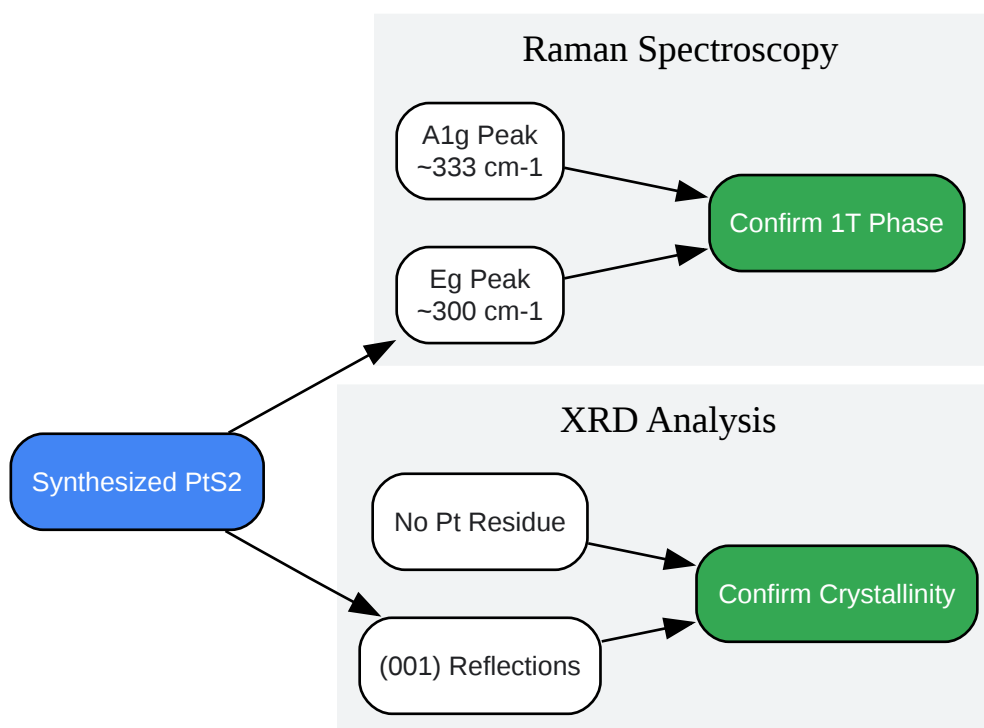 Raman Spectroscopy
A1g Peak
~333 cm-1
Confirm 1T Phase
Eg Peak
~300 cm-1
XRD Analysis
Synthesized PtS2
No Pt Residue
Confirm Crystallinity
(001) Reflections